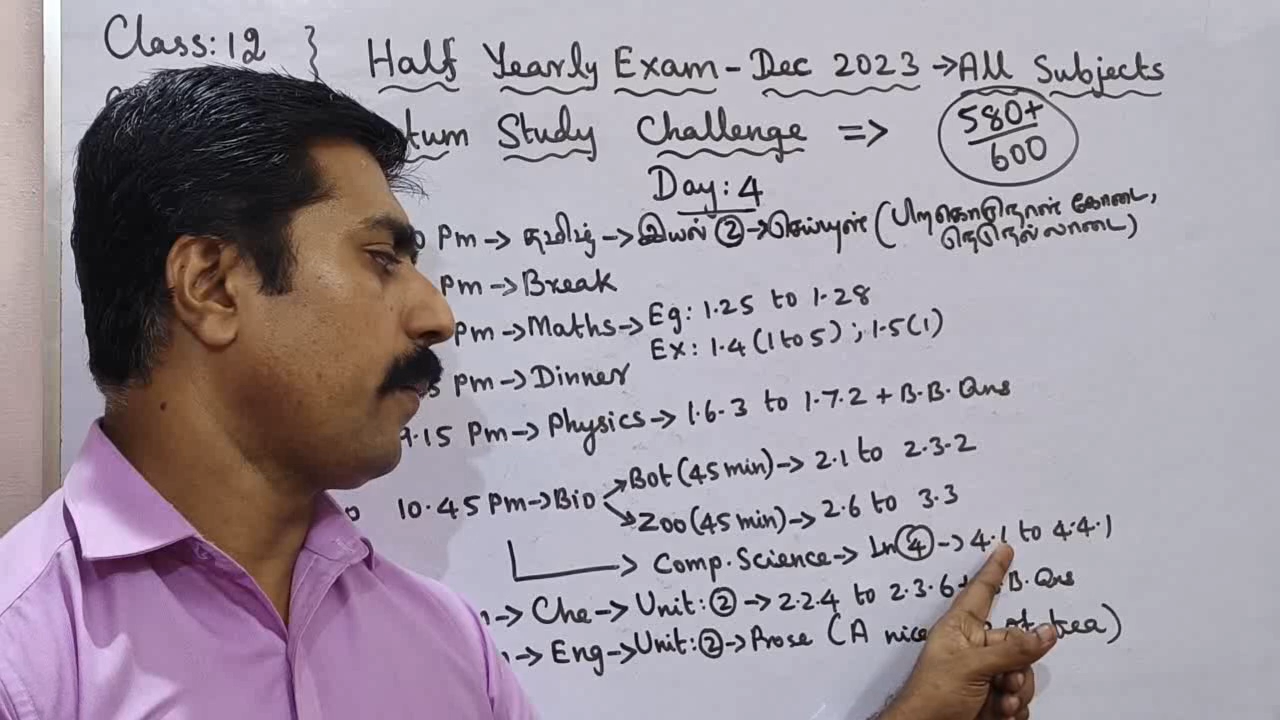 Class: 12 }
Half Yearly Exam - Dec 2023 → All Subjects
Study Challenge => 580+/600
Day: 4
Pm → தமிழ் → இயல் ② → செய்யுள் (பிறகொருநாள் கோடை,
நெடுநல்வாடை)
Pm → Break
Pm → Maths → Eg: 1.25 to 1.28
Ex: 1.4 (1 to 5) ; 1.5 (1)
Pm → Dinner
9.15 Pm → Physics → 1.6.3 to 1.7.2 + B.B. Qns
10.45 Pm → Bio
Bot (45 min) → 2.1 to 2.3.2
Zoo (45 min) → 2.6 to 3.3
Comp. Science → Ln ④ → 4.1 to 4.4.1
→ Che → Unit: ② → 2.2.4 to 2.3.6 + B. Qns
→ Eng → Unit: ② → Prose (A nice of tea)